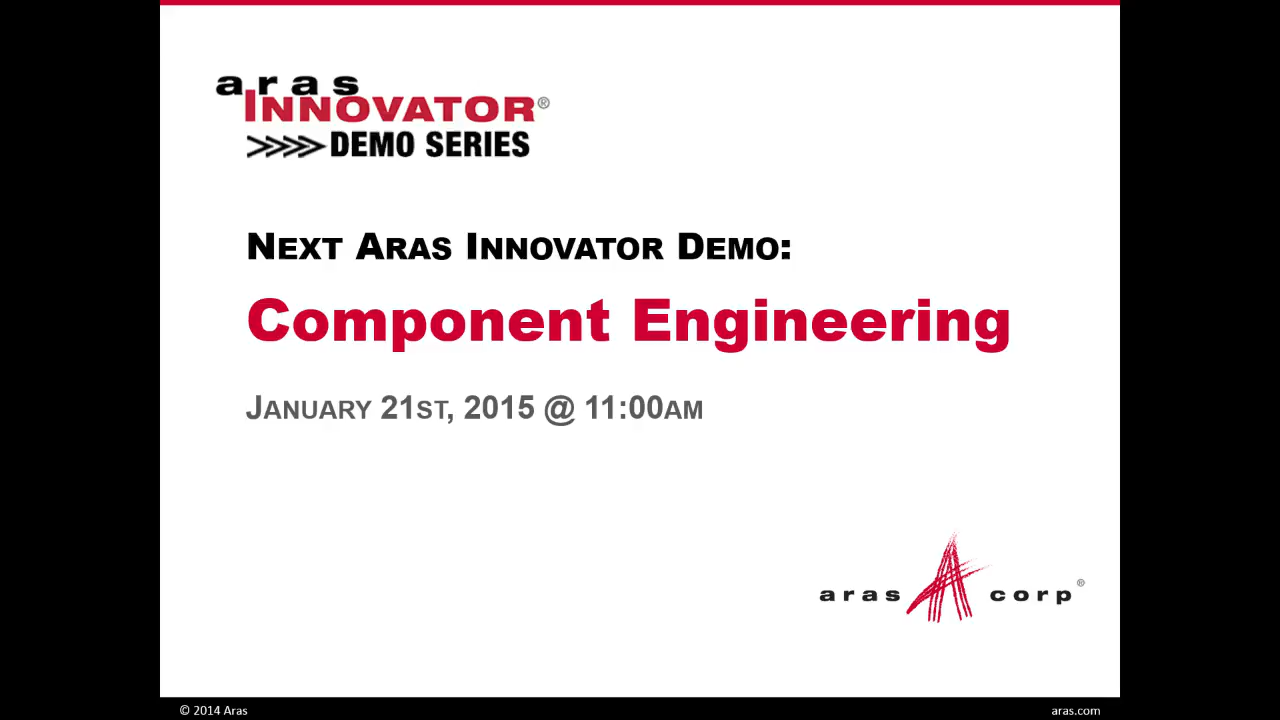 aras
INNOVATOR®
>>>> DEMO SERIES
NEXT ARAS INNOVATOR DEMO:
Component Engineering
JANUARY 21ST, 2015 @ 11:00AM
aras A corp®
© 2014 Aras
aras.com